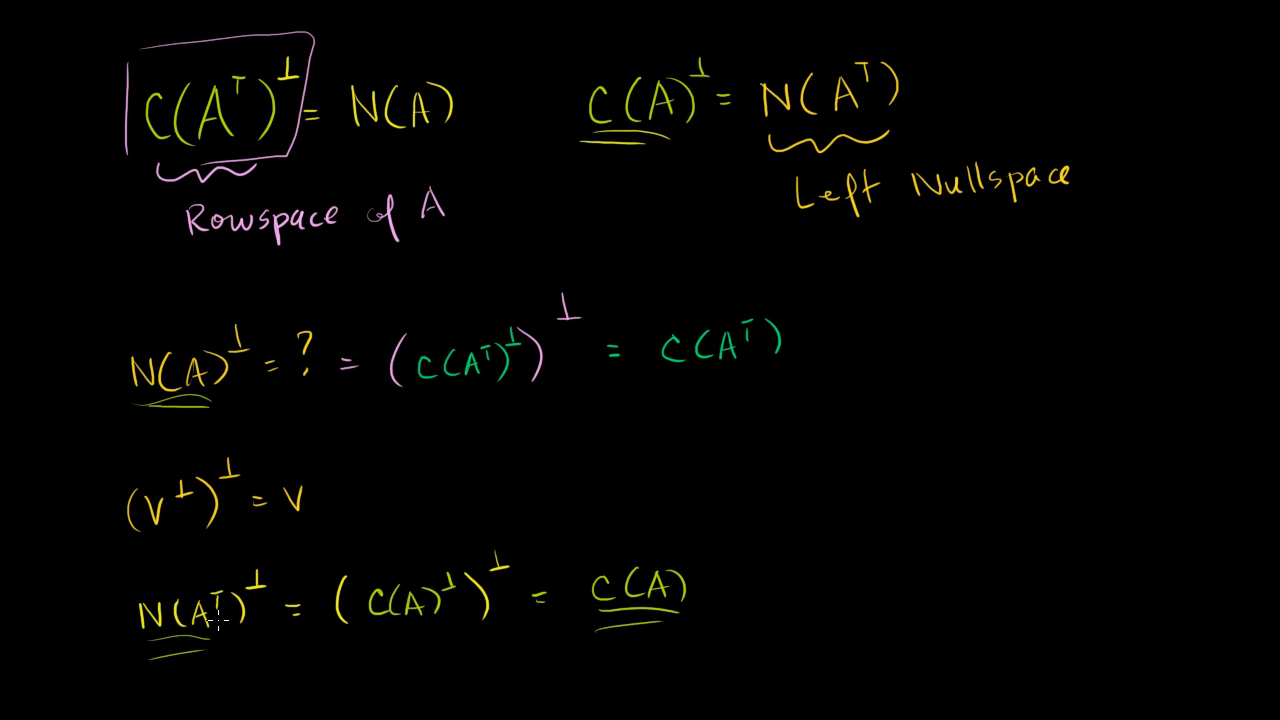 C(Aᵀ)^⊥ = N(A) C(A)^⊥ = N(Aᵀ)
Rowspace of A Left Nullspace
N(A)^⊥ = ? = (C(Aᵀ)^⊥)^⊥ = C(Aᵀ)
(V^⊥)^⊥ = V
N(Aᵀ)^⊥ = (C(A)^⊥)^⊥ = C(A)